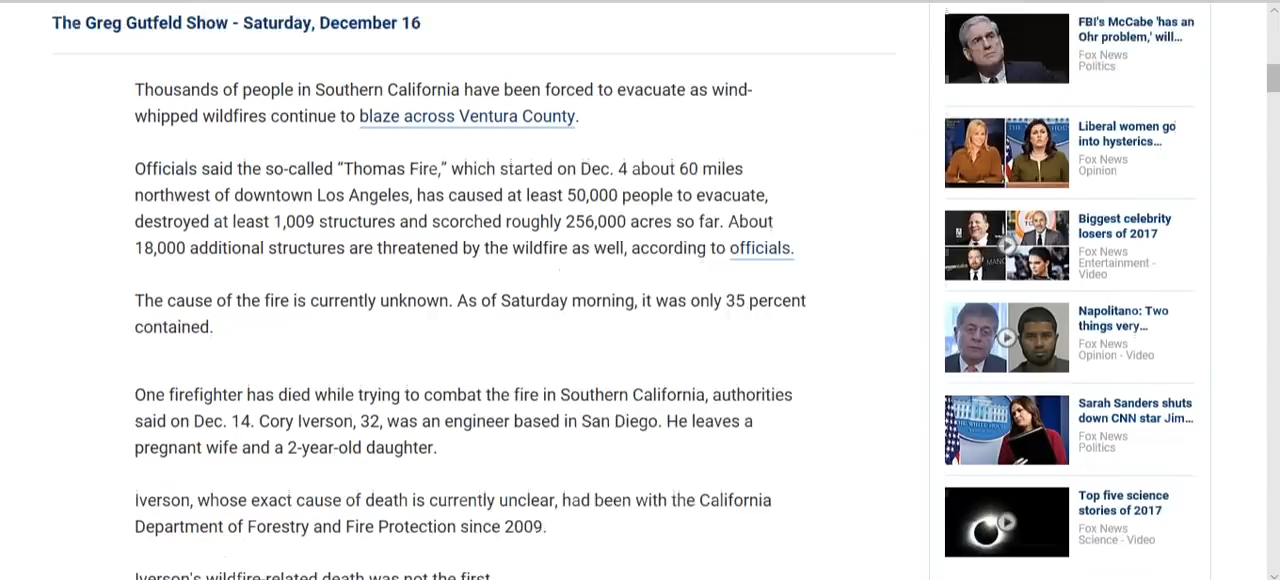 The Greg Gutfeld Show - Saturday, December 16
Thousands of people in Southern California have been forced to evacuate as wind-
whipped wildfires continue to blaze across Ventura County.
Officials said the so-called “Thomas Fire,” which started on Dec. 4 about 60 miles
northwest of downtown Los Angeles, has caused at least 50,000 people to evacuate,
destroyed at least 1,009 structures and scorched roughly 256,000 acres so far. About
18,000 additional structures are threatened by the wildfire as well, according to officials.
The cause of the fire is currently unknown. As of Saturday morning, it was only 35 percent
contained.
One firefighter has died while trying to combat the fire in Southern California, authorities
said on Dec. 14. Cory Iverson, 32, was an engineer based in San Diego. He leaves a
pregnant wife and a 2-year-old daughter.
Iverson, whose exact cause of death is currently unclear, had been with the California
Department of Forestry and Fire Protection since 2009.
Iverson's wildfire-related death was not the first
FBI's McCabe 'has an
Ohr problem,' will...
Fox News
Politics
Liberal women go
into hysterics...
Fox News
Opinion
Biggest celebrity
losers of 2017
Fox News
Entertainment -
Video
Napolitano: Two
things very...
Fox News
Opinion - Video
Sarah Sanders shuts
down CNN star Jim...
Fox News
Politics
Top five science
stories of 2017
Fox News
Science - Video